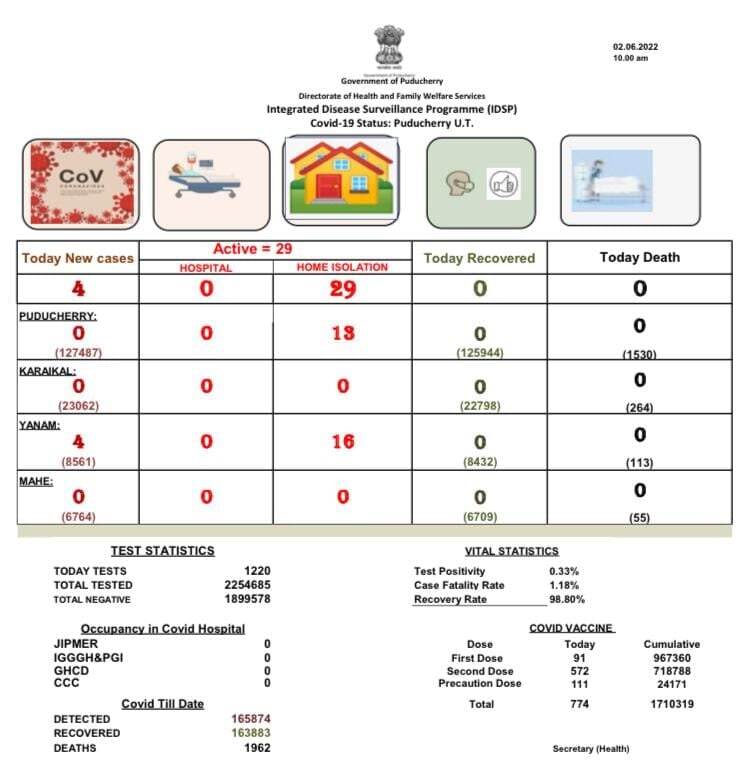 02.06.2022
10.00 am
Government of Puducherry
Government of Puducherry
Directorate of Health and Family Welfare Services
Integrated Disease Surveillance Programme (IDSP)
Covid-19 Status: Puducherry U.T.
CoV
CORONAVIRUS
Today New cases
Active = 29
HOSPITAL
HOME ISOLATION
Today Recovered
Today Death
4 0 29 0 0
PUDUCHERRY:
0 0 13 0 0
(127487) (125944) (1530)
KARAIKAL:
0 0 0 0 0
(23062) (22798) (264)
YANAM:
4 0 16 0 0
(8561) (8432) (113)
MAHE:
0 0 0 0 0
(6764) (6709) (55)
TEST STATISTICS
TODAY TESTS 1220
TOTAL TESTED 2254685
TOTAL NEGATIVE 1899578
VITAL STATISTICS
Test Positivity 0.33%
Case Fatality Rate 1.18%
Recovery Rate 98.80%
Occupancy in Covid Hospital
JIPMER 0
IGGGH&PGI 0
GHCD 0
CCC 0
COVID VACCINE
Dose Today Cumulative
First Dose 91 967360
Second Dose 572 718788
Precaution Dose 111 24171
Total 774 1710319
Covid Till Date
DETECTED 165874
RECOVERED 163883
DEATHS 1962
Secretary (Health)